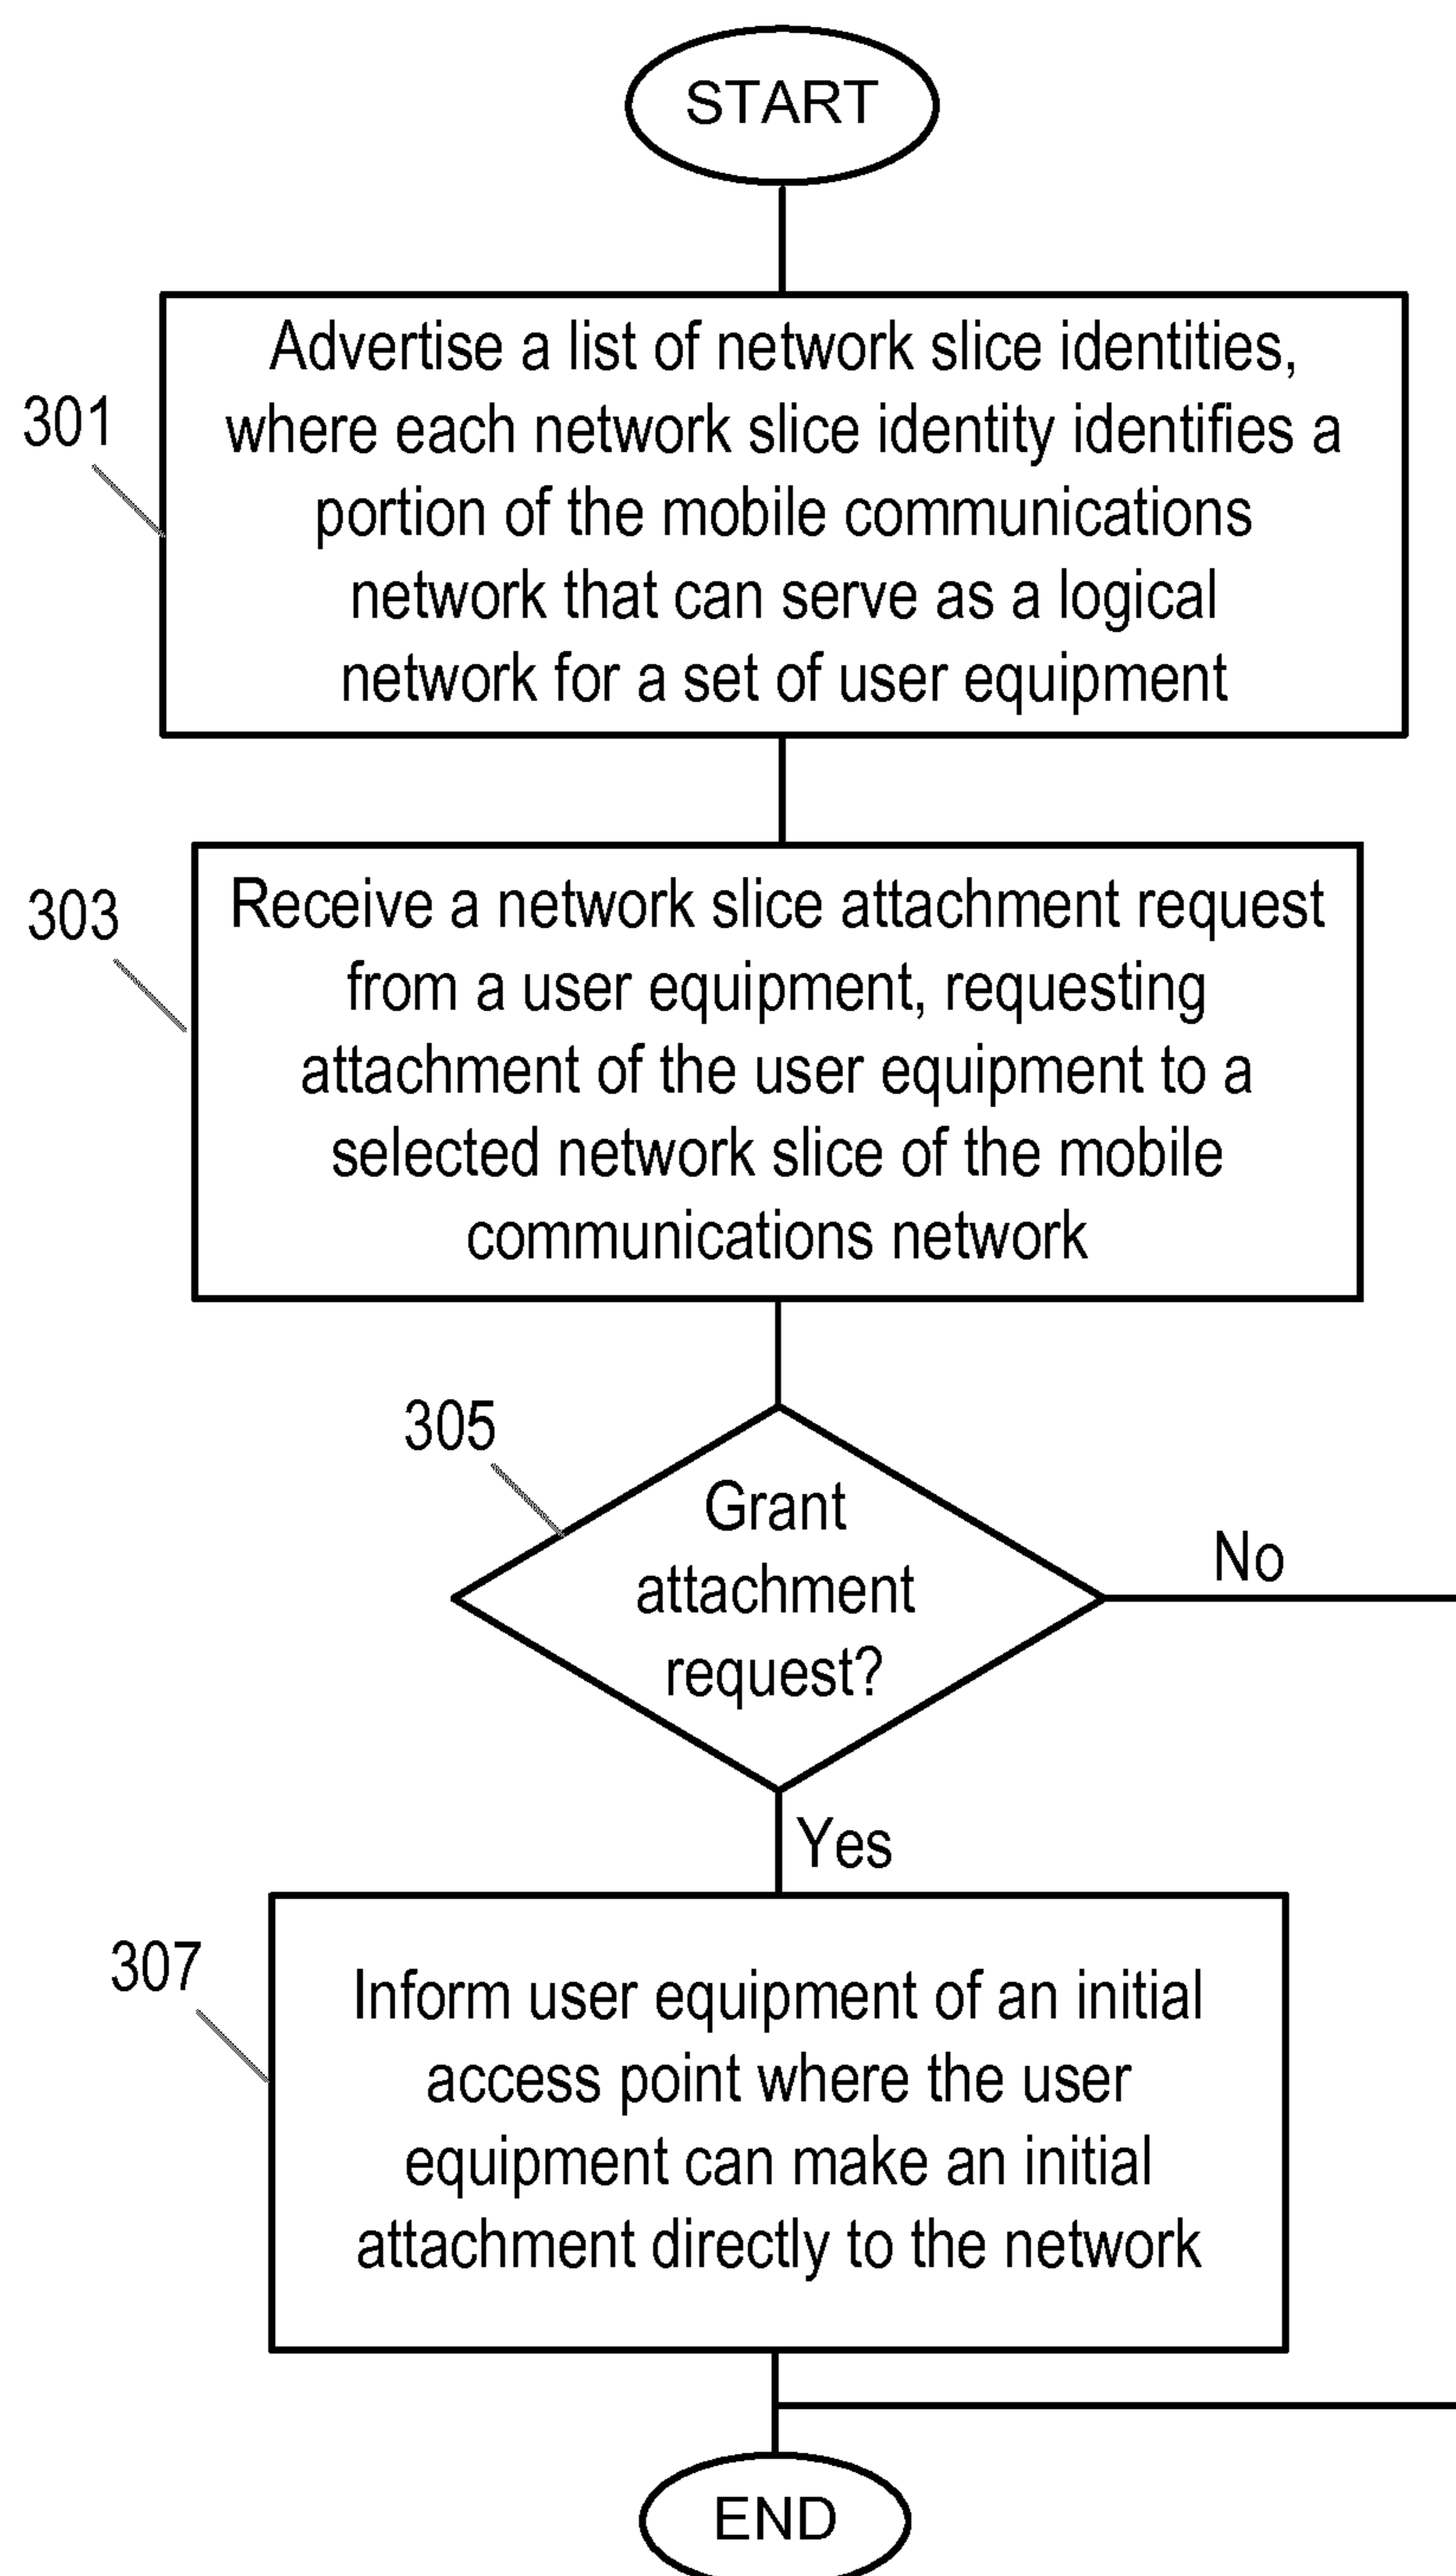 START
301
Advertise a list of network slice identities,
where each network slice identity identifies a
portion of the mobile communications
network that can serve as a logical
network for a set of user equipment
303
Receive a network slice attachment request
from a user equipment, requesting
attachment of the user equipment to a
selected network slice of the mobile
communications network
305
Grant
attachment
request?
No
Yes
307
Inform user equipment of an initial
access point where the user
equipment can make an initial
attachment directly to the network
END